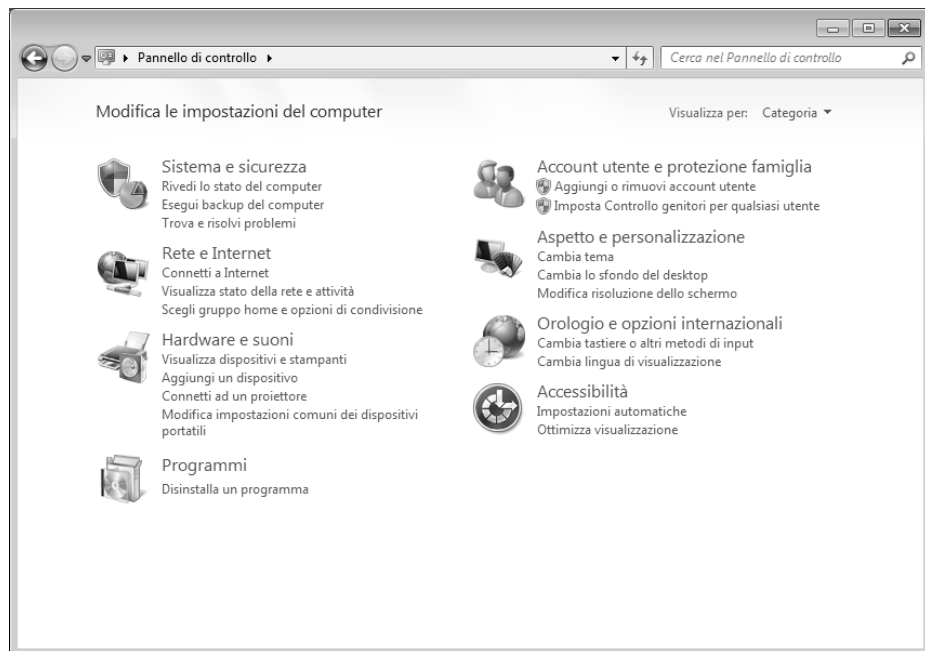 Pannello di controllo
Cerca nel Pannello di controllo
Modifica le impostazioni del computer
Visualizza per: Categoria
Sistema e sicurezza
Rivedi lo stato del computer
Esegui backup del computer
Trova e risolvi problemi
Rete e Internet
Connetti a Internet
Visualizza stato della rete e attività
Scegli gruppo home e opzioni di condivisione
Hardware e suoni
Visualizza dispositivi e stampanti
Aggiungi un dispositivo
Connetti ad un proiettore
Modifica impostazioni comuni dei dispositivi
portatili
Programmi
Disinstalla un programma
Account utente e protezione famiglia
Aggiungi o rimuovi account utente
Imposta Controllo genitori per qualsiasi utente
Aspetto e personalizzazione
Cambia tema
Cambia lo sfondo del desktop
Modifica risoluzione dello schermo
Orologio e opzioni internazionali
Cambia tastiere o altri metodi di input
Cambia lingua di visualizzazione
Accessibilità
Impostazioni automatiche
Ottimizza visualizzazione